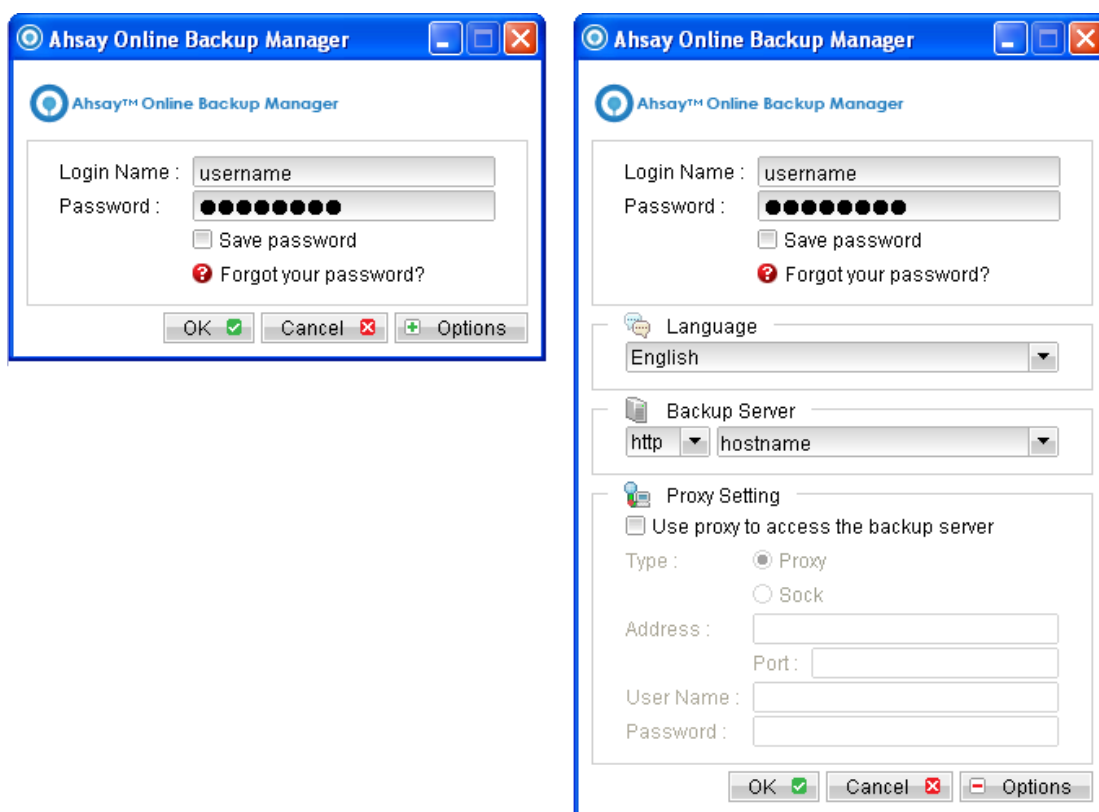 Ahsay Online Backup Manager
Ahsay™ Online Backup Manager
Login Name : username
Password : ●●●●●●●●
Save password
Forgot your password?
OK Cancel Options
Ahsay Online Backup Manager
Ahsay™ Online Backup Manager
Login Name : username
Password : ●●●●●●●●
Save password
Forgot your password?
Language
English
Backup Server
http hostname
Proxy Setting
Use proxy to access the backup server
Type : Proxy
Sock
Address :
Port :
User Name :
Password :
OK Cancel Options